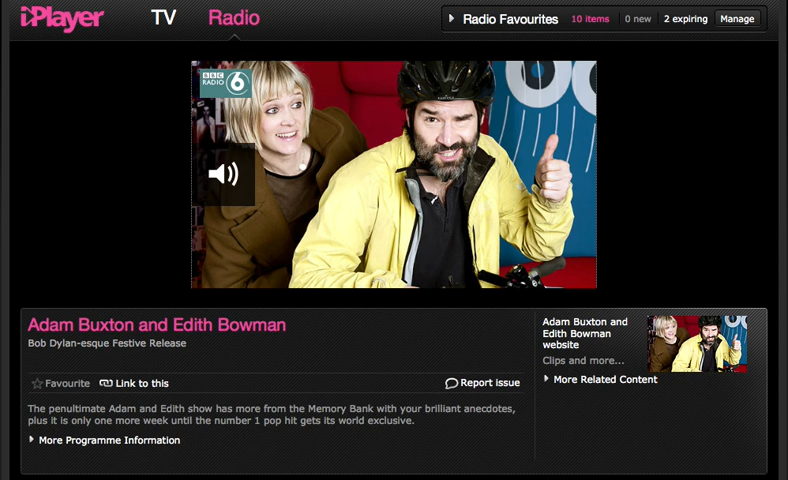 iPlayer
TV
Radio
Radio Favourites 10 items 0 new 2 expiring Manage
BBC
RADIO 6
Adam Buxton and Edith Bowman
Bob Dylan-esque Festive Release
Favourite Link to this Report issue
The penultimate Adam and Edith show has more from the Memory Bank with your brilliant anecdotes,
plus it is only one more week until the number 1 pop hit gets its world exclusive.
More Programme Information
Adam Buxton and
Edith Bowman
website
Clips and more...
More Related Content